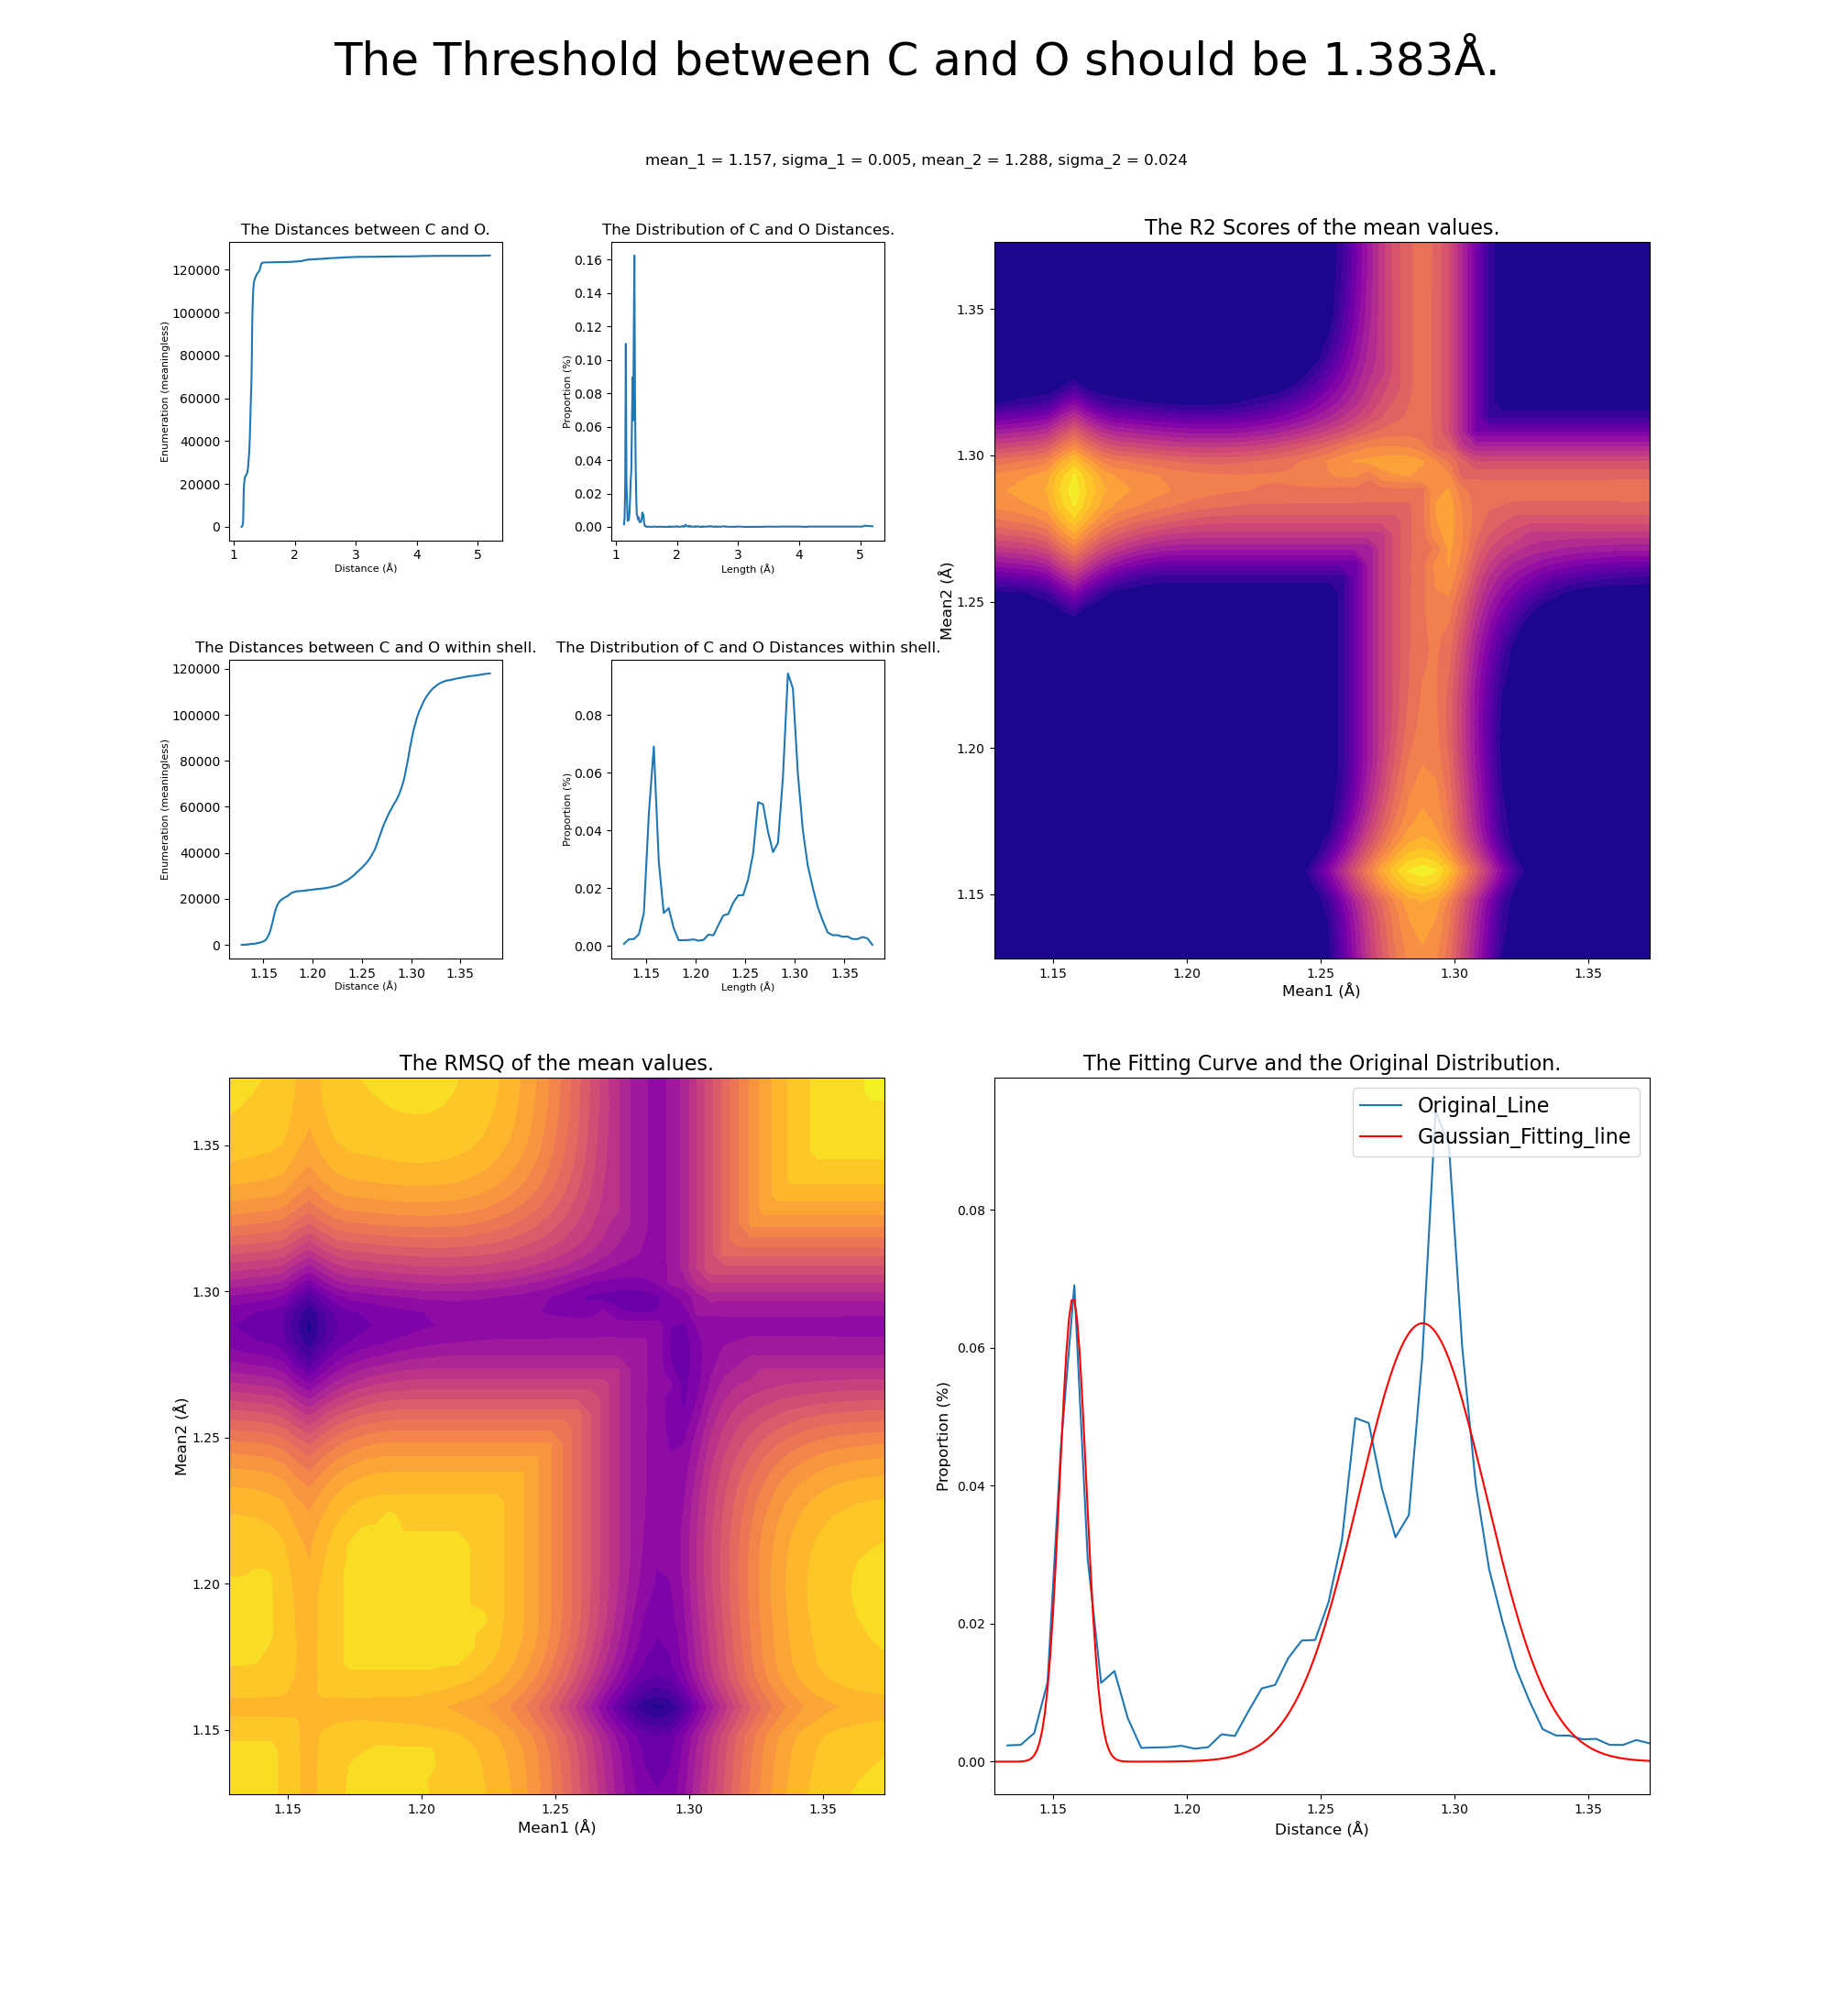 The Threshold between C and O should be 1.383Å.
mean_1 = 1.157, sigma_1 = 0.005, mean_2 = 1.288, sigma_2 = 0.024
The Distances between C and O.
Enumeration (meaningless)
120000
100000
80000
60000
40000
20000
0
1 2 3 4 5
Distance (Å)
The Distribution of C and O Distances.
Proportion (%)
0.16
0.14
0.12
0.10
0.08
0.06
0.04
0.02
0.00
1 2 3 4 5
Length (Å)
The R2 Scores of the mean values.
Mean2 (Å)
1.35
1.30
1.25
1.20
1.15
1.15 1.20 1.25 1.30 1.35
Mean1 (Å)
The Distances between C and O within shell.
Enumeration (meaningless)
120000
100000
80000
60000
40000
20000
0
1.15 1.20 1.25 1.30 1.35
Distance (Å)
The Distribution of C and O Distances within shell.
Proportion (%)
0.08
0.06
0.04
0.02
0.00
1.15 1.20 1.25 1.30 1.35
Length (Å)
The RMSQ of the mean values.
Mean2 (Å)
1.35
1.30
1.25
1.20
1.15
1.15 1.20 1.25 1.30 1.35
Mean1 (Å)
The Fitting Curve and the Original Distribution.
Original_Line
Gaussian_Fitting_line
Proportion (%)
0.08
0.06
0.04
0.02
0.00
1.15 1.20 1.25 1.30 1.35
Distance (Å)